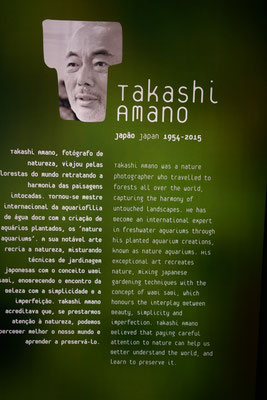 Takashi
Amano
japão japan 1954-2015
Takashi Amano, fotógrafo de
natureza, viajou pelas
florestas do mundo retratando a
harmonia das paisagens
intocadas. Tornou-se mestre
internacional da aquariofilia
de água doce com a criação de
aquários plantados, os 'nature
aquariums'. A sua notável arte
recria a natureza, misturando
técnicas de jardinagem
japonesas com o conceito wabi
sabi, enobrecendo o encontro da
beleza com a simplicidade e a
imperfeição. Takashi Amano
acreditava que, se prestarmos
atenção à natureza, podemos
perceber melhor o nosso mundo e
aprender a preservá-lo.
Takashi Amano was a nature
photographer who travelled to
forests all over the world,
capturing the harmony of
untouched landscapes. He has
become an international expert
in freshwater aquariums through
his planted aquarium creations,
known as nature aquariums. His
exceptional art recreates
nature, mixing japanese
gardening techniques with the
concept of wabi sabi, which
honours the interplay between
beauty, simplicity and
imperfection. Takashi Amano
believed that paying careful
attention to nature can help us
better understand the world, and
learn to preserve it.